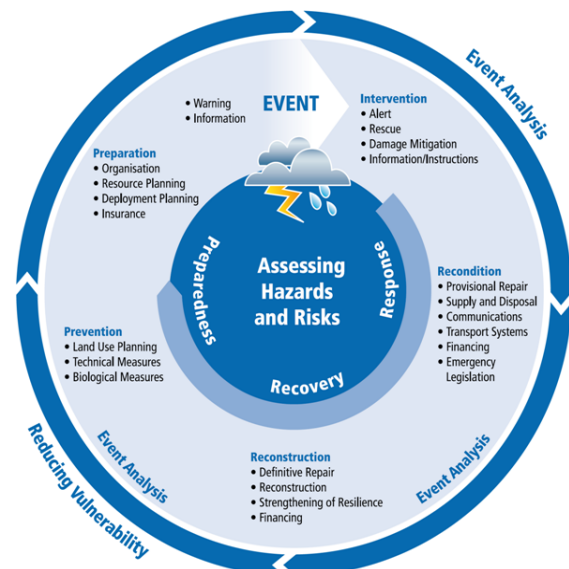 Event Analysis
EVENT
• Warning
• Information
Intervention
• Alert
• Rescue
• Damage Mitigation
• Information/Instructions
Preparation
• Organisation
• Resource Planning
• Deployment Planning
• Insurance
Preparedness
Assessing
Hazards
and Risks
Response
Recovery
Recondition
• Provisional Repair
• Supply and Disposal
• Communications
• Transport Systems
• Financing
• Emergency
Legislation
Prevention
• Land Use Planning
• Technical Measures
• Biological Measures
Reconstruction
• Definitive Repair
• Reconstruction
• Strengthening of Resilience
• Financing
Event Analysis
Event Analysis
Reducing Vulnerability